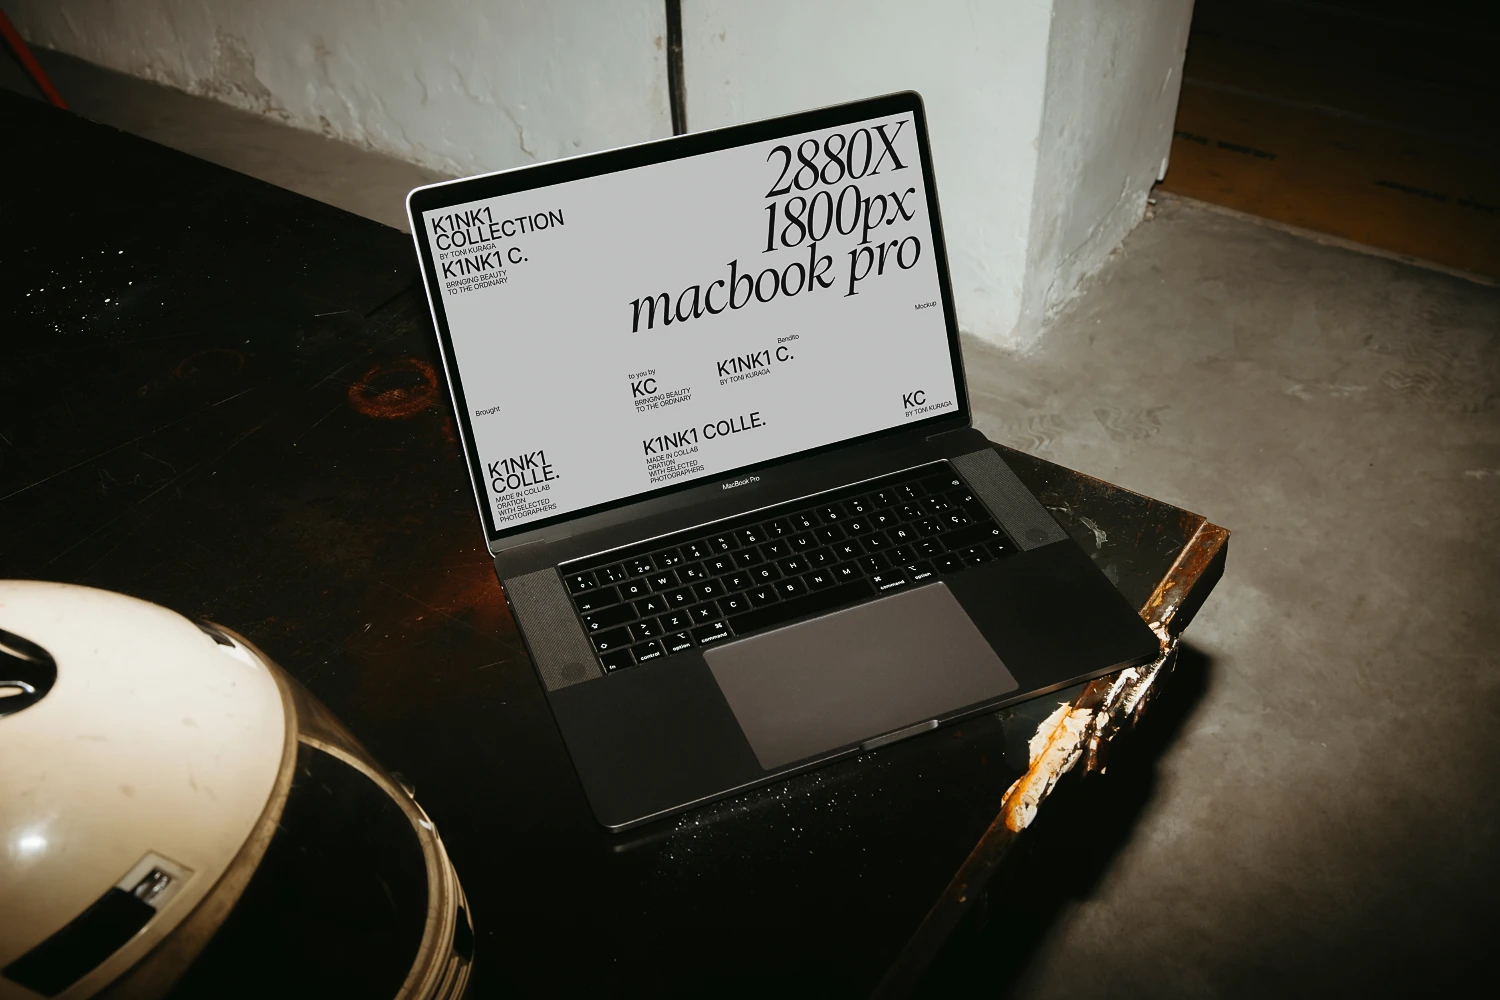 K1NK1
COLLECTION
BY TONI KURAGA
K1NK1 C.
BRINGING BEAUTY
TO THE ORDINARY
2880X
1800px
macbook pro
Mockup
Bendito
K1NK1 C.
BY TONI KURAGA
to you by
KC
BRINGING BEAUTY
TO THE ORDINARY
Brought
KC
BY TONI KURAGA
K1NK1 COLLE.
MADE IN COLLAB
ORATION
WITH SELECTED
PHOTOGRAPHERS
K1NK1
COLLE.
MADE IN COLLAB
ORATION
WITH SELECTED
PHOTOGRAPHERS
MacBook Pro
Q W E R T Y U I O P
A S D F G H J K L Ñ
Z X C V B N M
fn control option command command option